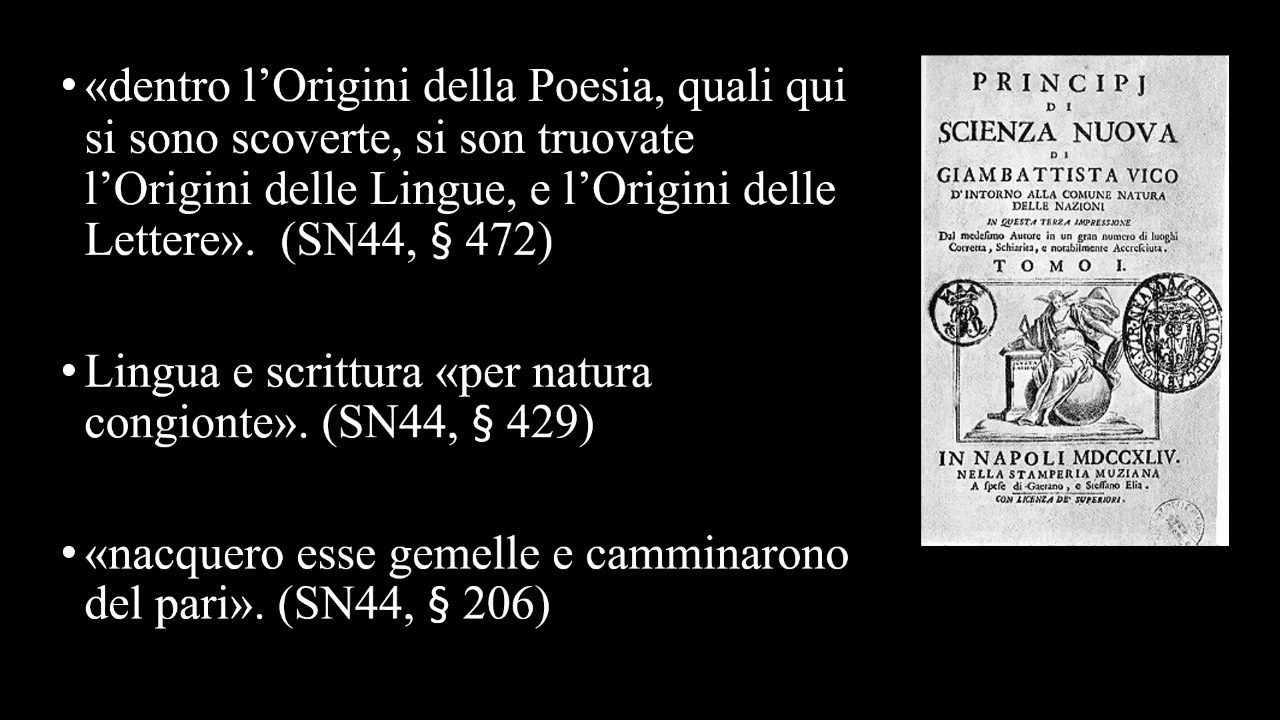 • «dentro l’Origini della Poesia, quali qui
si sono scoverte, si son truovate
l’Origini delle Lingue, e l’Origini delle
Lettere».  (SN44, § 472)
• Lingua e scrittura «per natura
congionte». (SN44, § 429)
• «nacquero esse gemelle e camminarono
del pari». (SN44, § 206)
PRINCIPJ
DI
SCIENZA NUOVA
DI
GIAMBATTISTA VICO
D'INTORNO ALLA COMUNE NATURA
DELLE NAZIONI
IN QUESTA TERZA IMPRESSIONE
Dal medesimo Autore in un gran numero di luoghi
Corretta, Schiarita, e notabilmente Accresciuta.
TOMO I.
IN NAPOLI MDCCXLIV.
NELLA STAMPERIA MUZIANA
A spese di Gaetano, e Steffano Elia.
CON LICENZA DE' SUPERIORI.